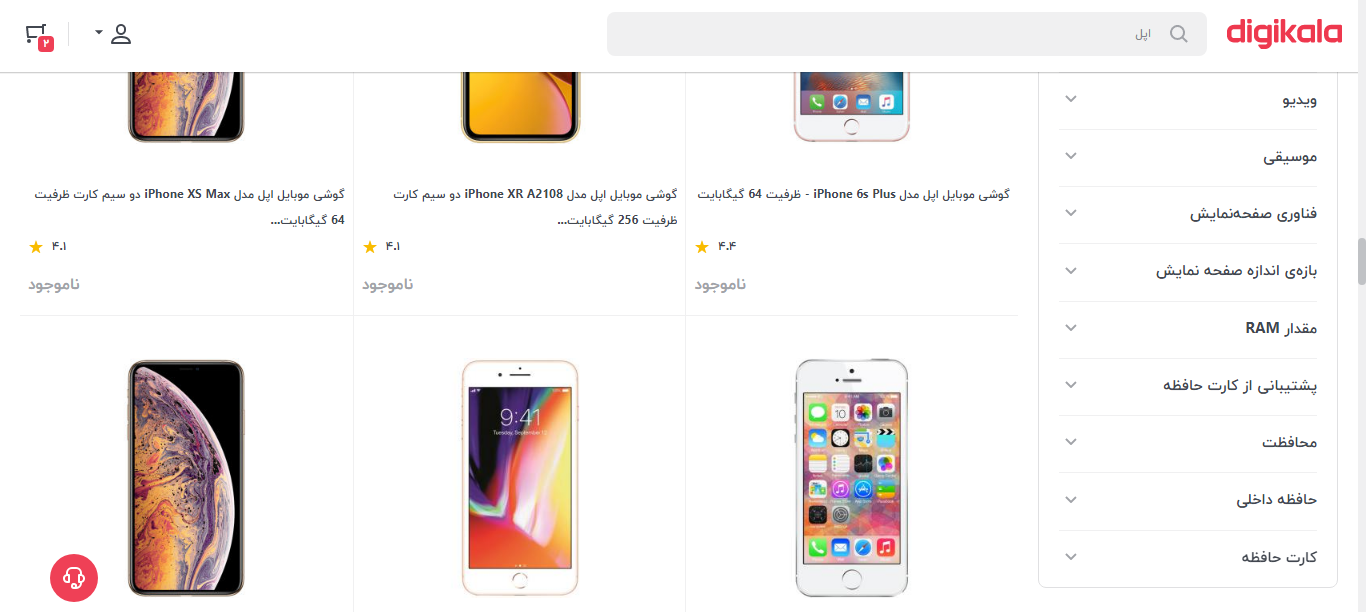 digikala
اپل
۲
ویدیو
موسیقی
فناوری صفحه‌نمایش
بازه‌ی اندازه صفحه نمایش
مقدار RAM
پشتیبانی از کارت حافظه
محافظت
حافظه داخلی
کارت حافظه
گوشی موبایل اپل مدل iPhone 6s Plus - ظرفیت 64 گیگابایت
۴.۴
ناموجود
گوشی موبایل اپل مدل iPhone XR A2108 دو سیم کارت
ظرفیت 256 گیگابایت...
۴.۱
ناموجود
گوشی موبایل اپل مدل iPhone XS Max دو سیم کارت ظرفیت
64 گیگابایت...
۴.۱
ناموجود
10
9:41